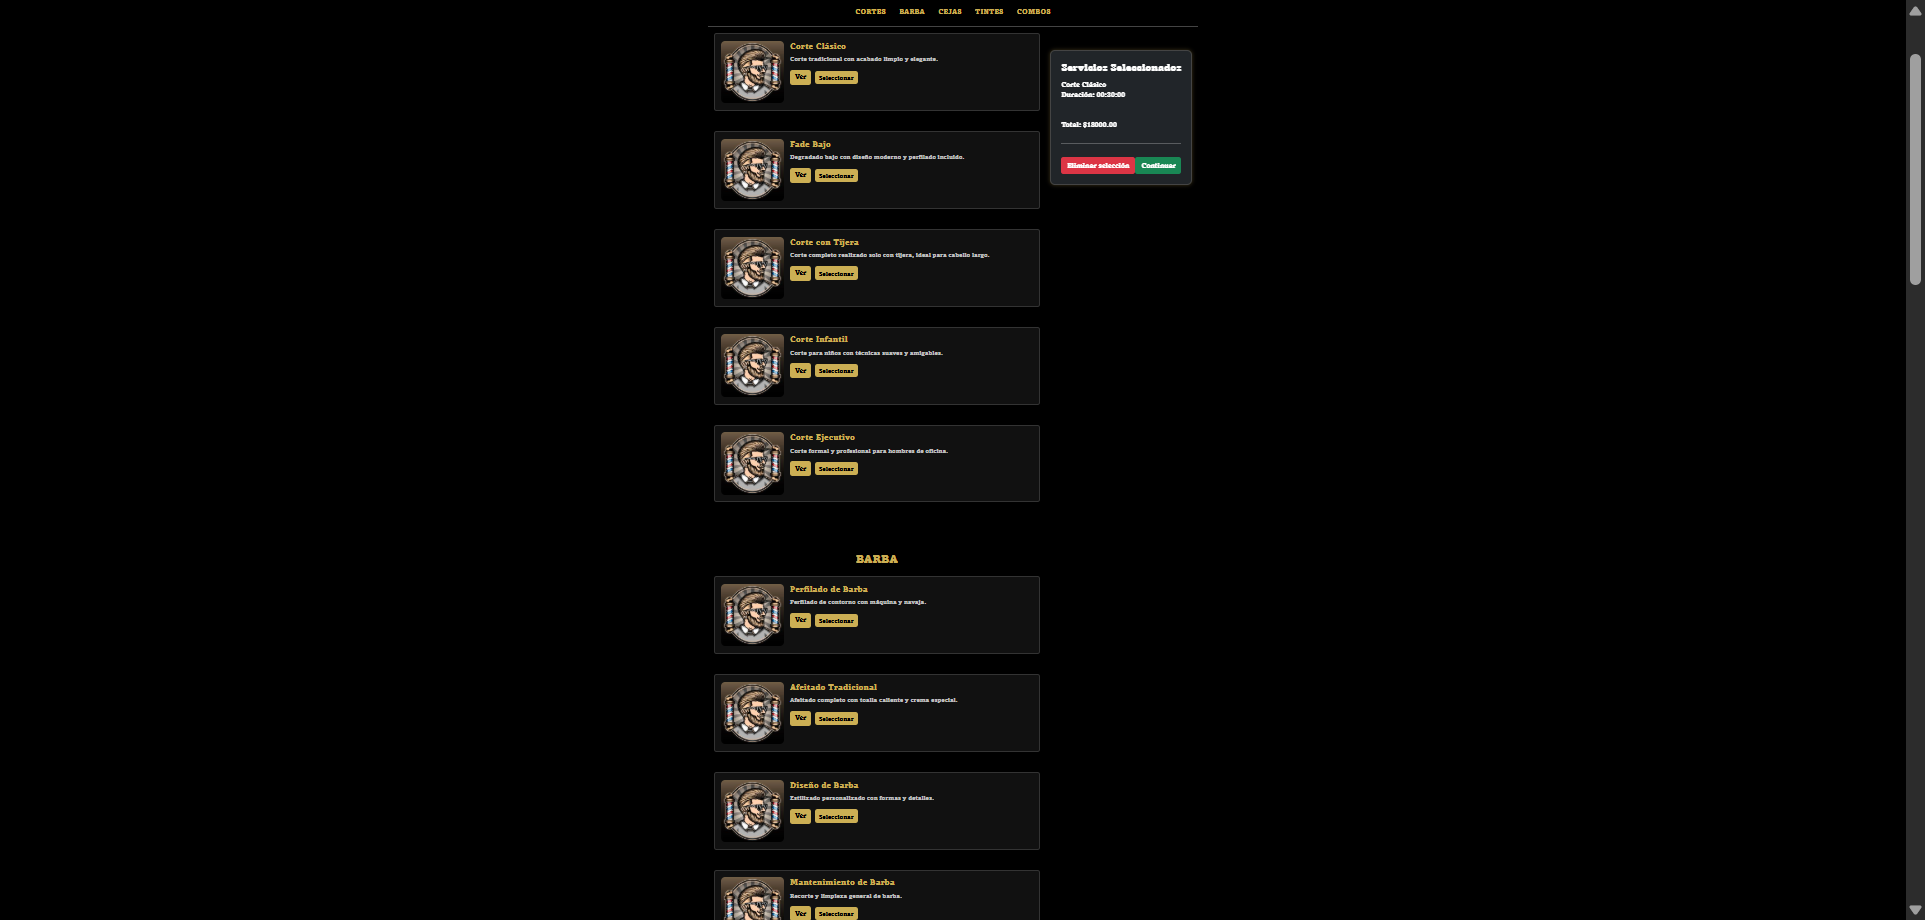 CORTES BARBA CEJAS TINTES COMBOS
Corte Clásico
Corte tradicional con acabado limpio y elegante.
Ver Seleccionar
Fade Bajo
Degradado bajo con diseño moderno y perfilado incluido.
Ver Seleccionar
Corte con Tijera
Corte completo realizado solo con tijera, ideal para cabello largo.
Ver Seleccionar
Corte Infantil
Corte para niños con técnicas suaves y amigables.
Ver Seleccionar
Corte Ejecutivo
Corte formal y profesional para hombres de oficina.
Ver Seleccionar
BARBA
Perfilado de Barba
Perfilado de contorno con máquina y navaja.
Ver Seleccionar
Afeitado Tradicional
Afeitado completo con toalla caliente y crema especial.
Ver Seleccionar
Diseño de Barba
Estilizado personalizado con formas y detalles.
Ver Seleccionar
Mantenimiento de Barba
Recorte y limpieza general de barba.
Ver Seleccionar
Servicios Seleccionados
Corte Clásico
Duración: 00:30:00
Total: $18000.00
Eliminar selección Continuar